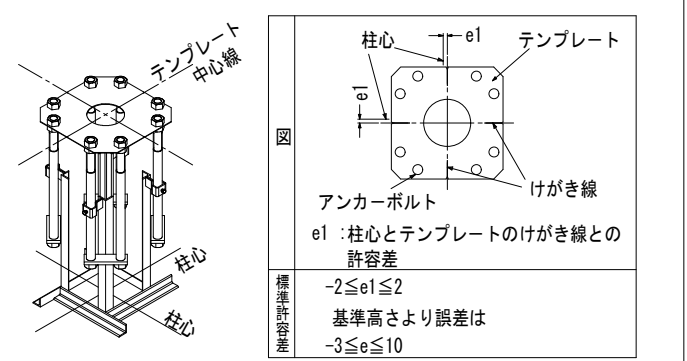 テンプレート
中心線
柱心
柱心
図
柱心
e1
テンプレート
e1
けがき線
アンカーボルト
e1 :柱心とテンプレートのけがき線との
許容差
標準許容差
-2≦e1≦2
基準高さより誤差は
-3≦e≦10